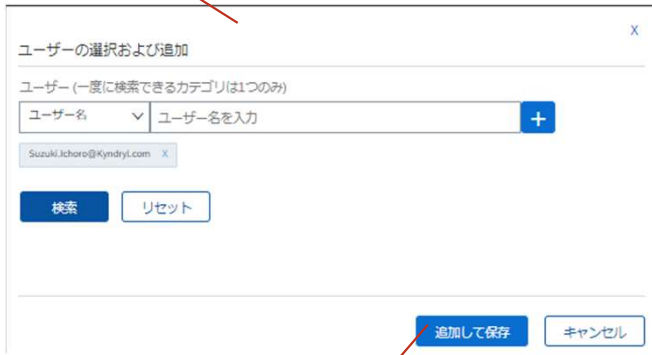 X
ユーザーの選択および追加
ユーザー (一度に検索できるカテゴリは1つのみ)
ユーザー名 ユーザー名を入力 +
Suzuki.Ichoro@Kyndryl.com X
検索 リセット
追加して保存 キャンセル